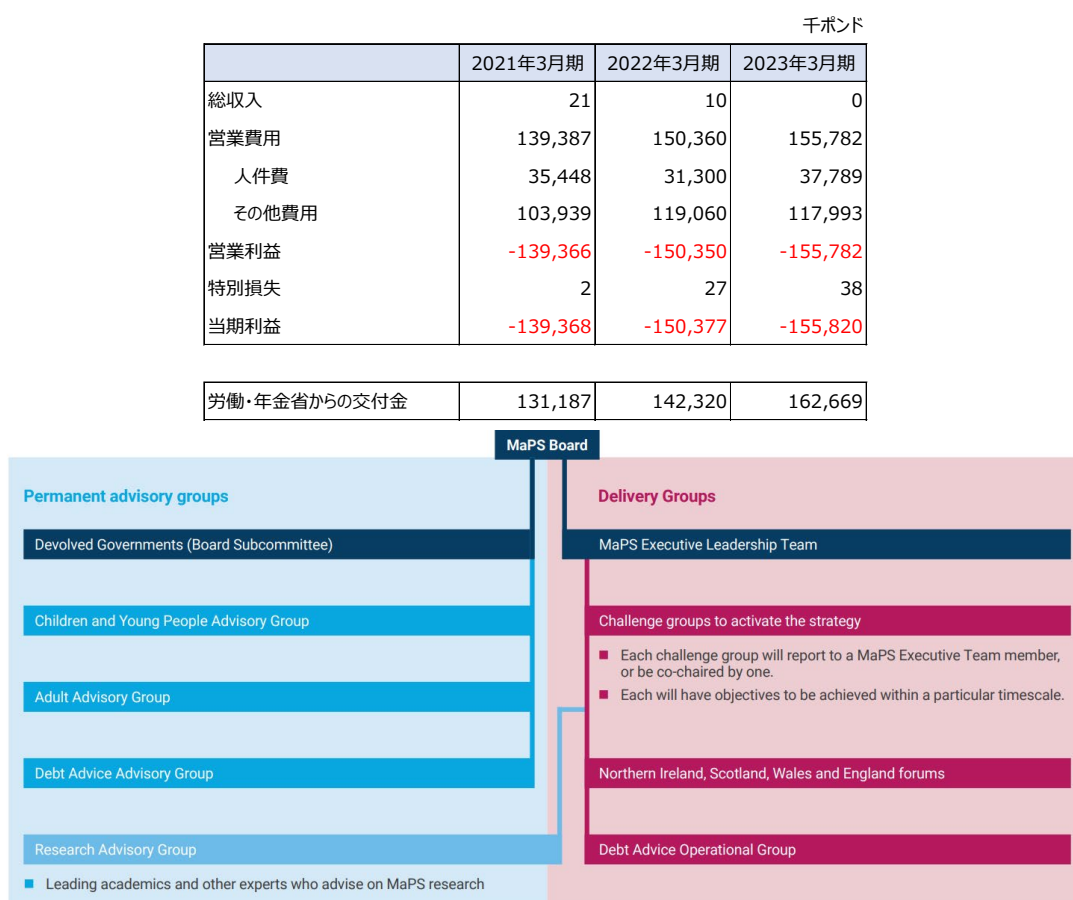 千ポンド
2021年3月期 2022年3月期 2023年3月期
総収入 21 10 0
営業費用 139,387 150,360 155,782
人件費 35,448 31,300 37,789
その他費用 103,939 119,060 117,993
営業利益 -139,366 -150,350 -155,782
特別損失 2 27 38
当期利益 -139,368 -150,377 -155,820
労働・年金省からの交付金 131,187 142,320 162,669
MaPS Board
Permanent advisory groups
Devolved Governments (Board Subcommittee)
Children and Young People Advisory Group
Adult Advisory Group
Debt Advice Advisory Group
Research Advisory Group
Leading academics and other experts who advise on MaPS research
Delivery Groups
MaPS Executive Leadership Team
Challenge groups to activate the strategy
Each challenge group will report to a MaPS Executive Team member,
or be co-chaired by one.
Each will have objectives to be achieved within a particular timescale.
Northern Ireland, Scotland, Wales and England forums
Debt Advice Operational Group